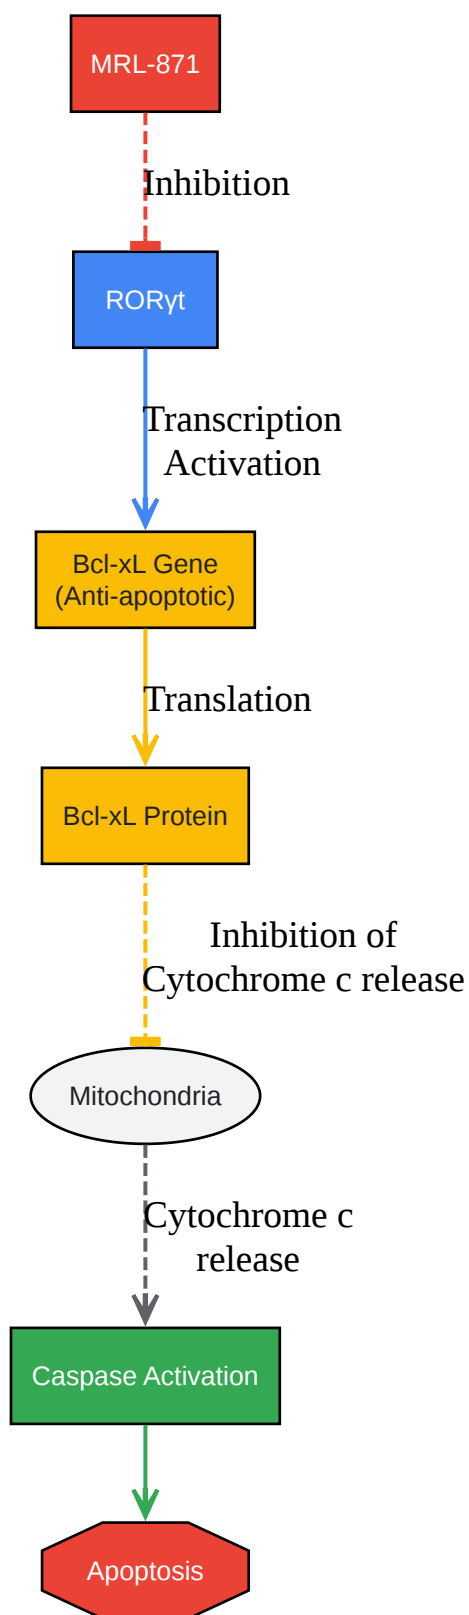 MRL-871
Inhibition
RORγt
Transcription
Activation
Bcl-xL Gene
(Anti-apoptotic)
Translation
Bcl-xL Protein
Inhibition of
Cytochrome c release
Mitochondria
Cytochrome c
release
Caspase Activation
Apoptosis